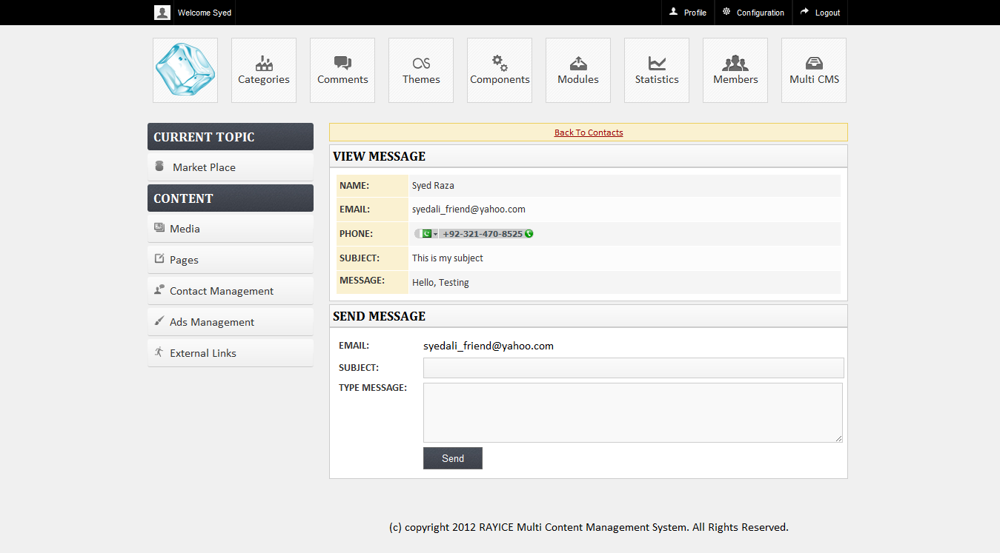 Welcome Syed
Profile
Configuration
Logout
Categories
Comments
Themes
Components
Modules
Statistics
Members
Multi CMS
CURRENT TOPIC
Market Place
CONTENT
Media
Pages
Contact Management
Ads Management
External Links
Back To Contacts
VIEW MESSAGE
NAME: Syed Raza
EMAIL: syedali_friend@yahoo.com
PHONE: +92-321-470-8525
SUBJECT: This is my subject
MESSAGE: Hello, Testing
SEND MESSAGE
EMAIL: syedali_friend@yahoo.com
SUBJECT:
TYPE MESSAGE:
Send
(c) copyright 2012 RAYICE Multi Content Management System. All Rights Reserved.